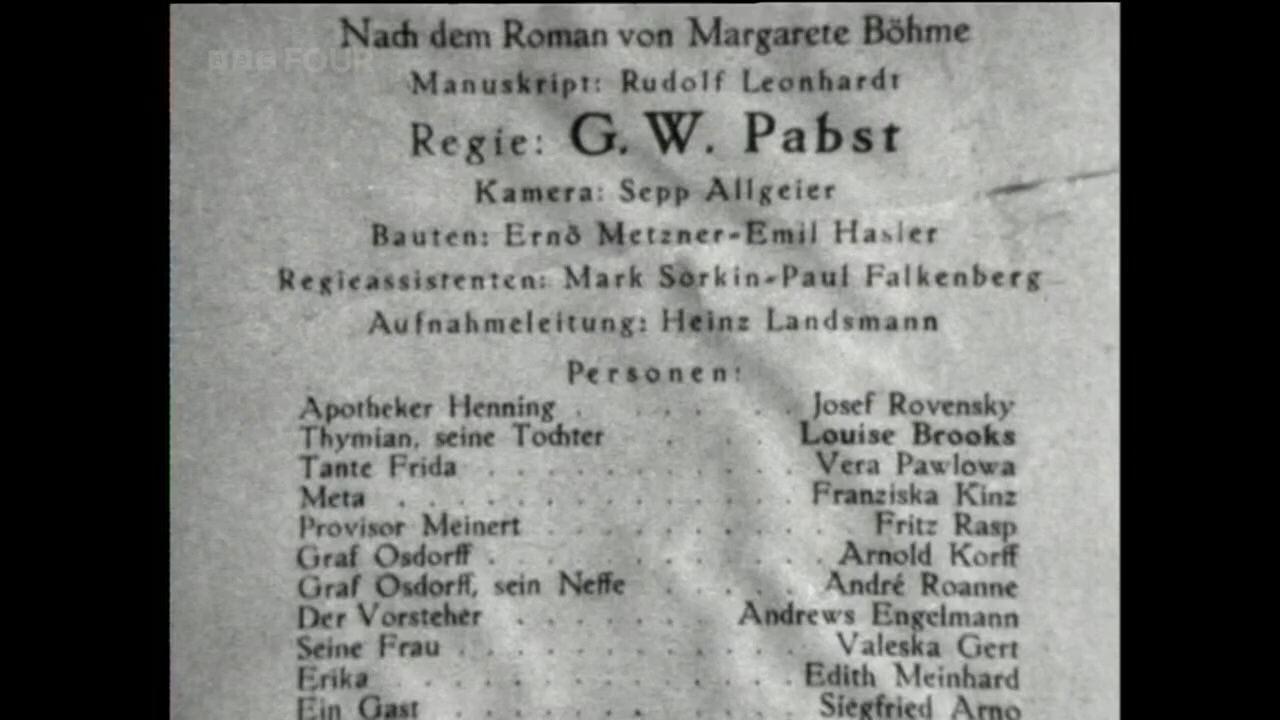 Nach dem Roman von Margarete Böhme
BBC FOUR
Manuskript: Rudolf Leonhardt
Regie: G. W. Pabst
Kamera: Sepp Allgeier
Bauten: Ernö Metzner-Emil Hasler
Regieassistenten: Mark Sorkin-Paul Falkenberg
Aufnahmeleitung: Heinz Landsmann
Personen:
Apotheker Henning . . . . . . Josef Rovensky
Thymian, seine Tochter . . . Louise Brooks
Tante Frida . . . . . . . . . . . Vera Pawlowa
Meta . . . . . . . . . . . . . . Franziska Kinz
Provisor Meinert . . . . . . . . . . Fritz Rasp
Graf Osdorff . . . . . . . . . . . . Arnold Korff
Graf Osdorff, sein Neffe . . . . . André Roanne
Der Vorsteher . . . . . . . Andrews Engelmann
Seine Frau . . . . . . . . . . . . . Valeska Gert
Erika . . . . . . . . . . . . . . Edith Meinhard
Ein Gast . . . . . . . . . . . . Siegfried Arno